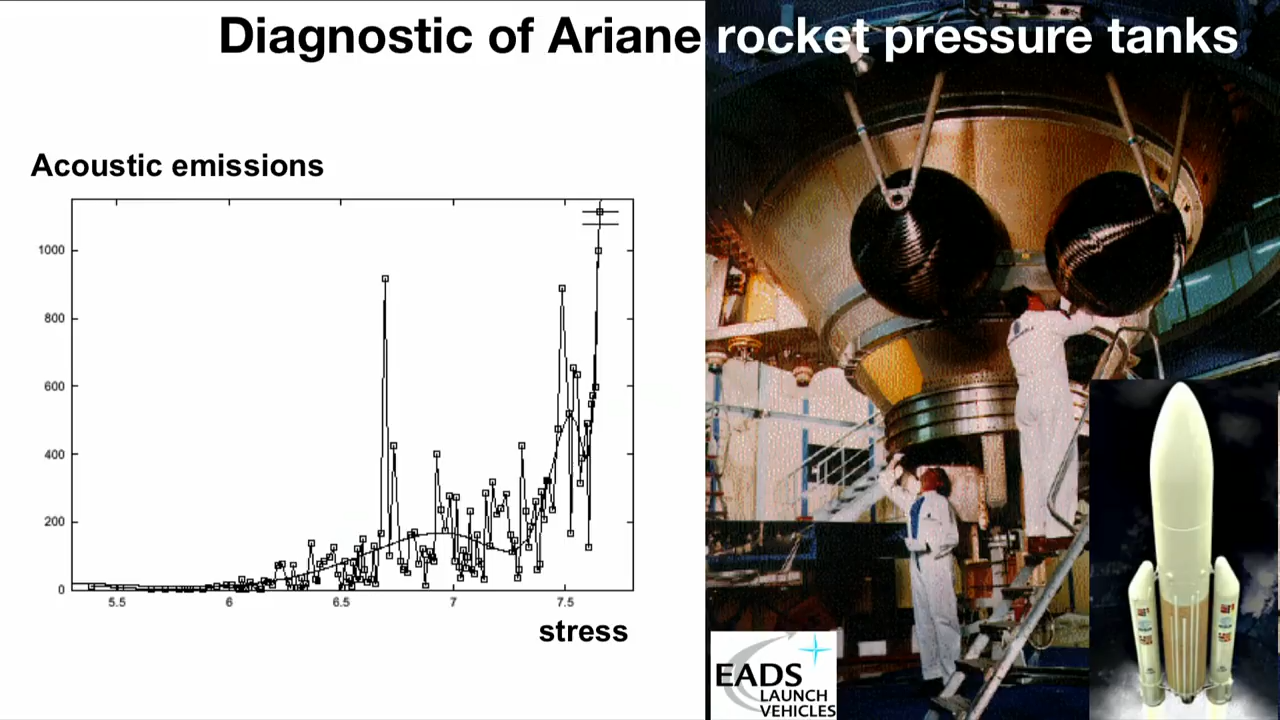 Diagnostic of Ariane rocket pressure tanks
Acoustic emissions
1000
800
600
400
200
0
5.5 6 6.5 7 7.5
stress
EADS
LAUNCH
VEHICLES